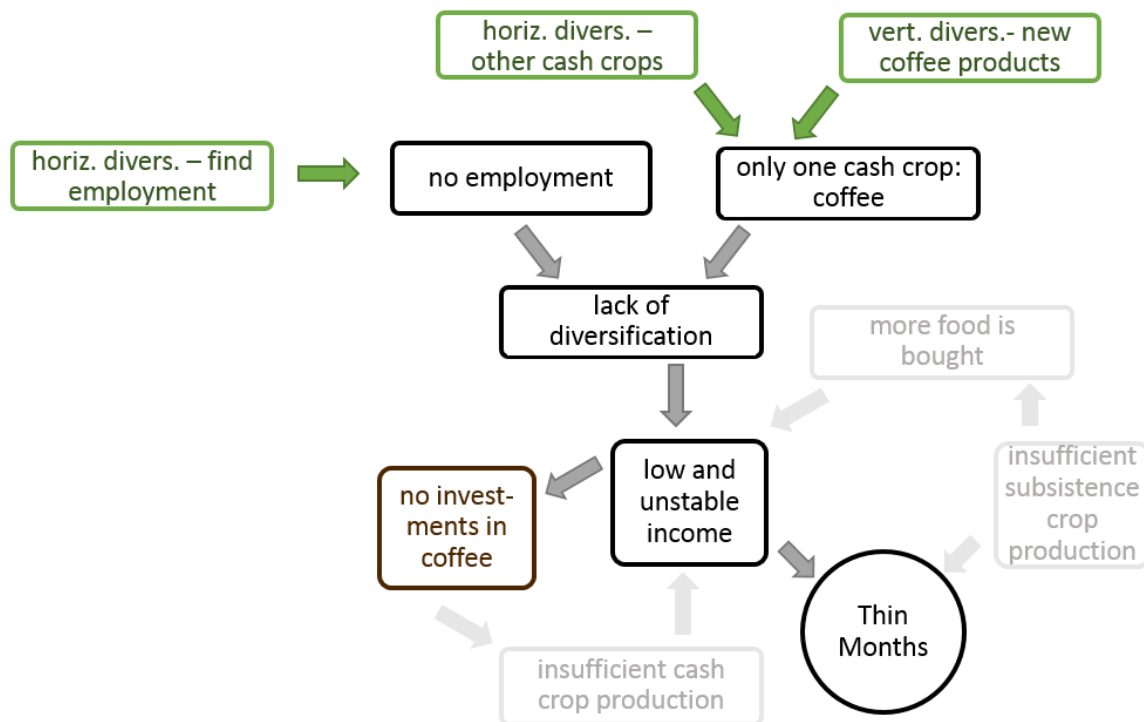 horiz. divers. –
other cash crops
vert. divers.- new
coffee products
horiz. divers. – find
employment
no employment
only one cash crop:
coffee
lack of
diversification
more food is
bought
no invest-
ments in
coffee
low and
unstable
income
insufficient
subsistence
crop
production
Thin
Months
insufficient cash
crop production